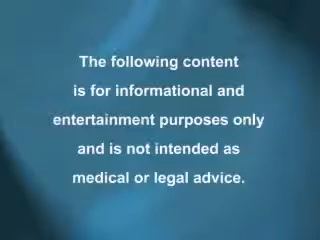 The following content
is for informational and
entertainment purposes only
and is not intended as
medical or legal advice.